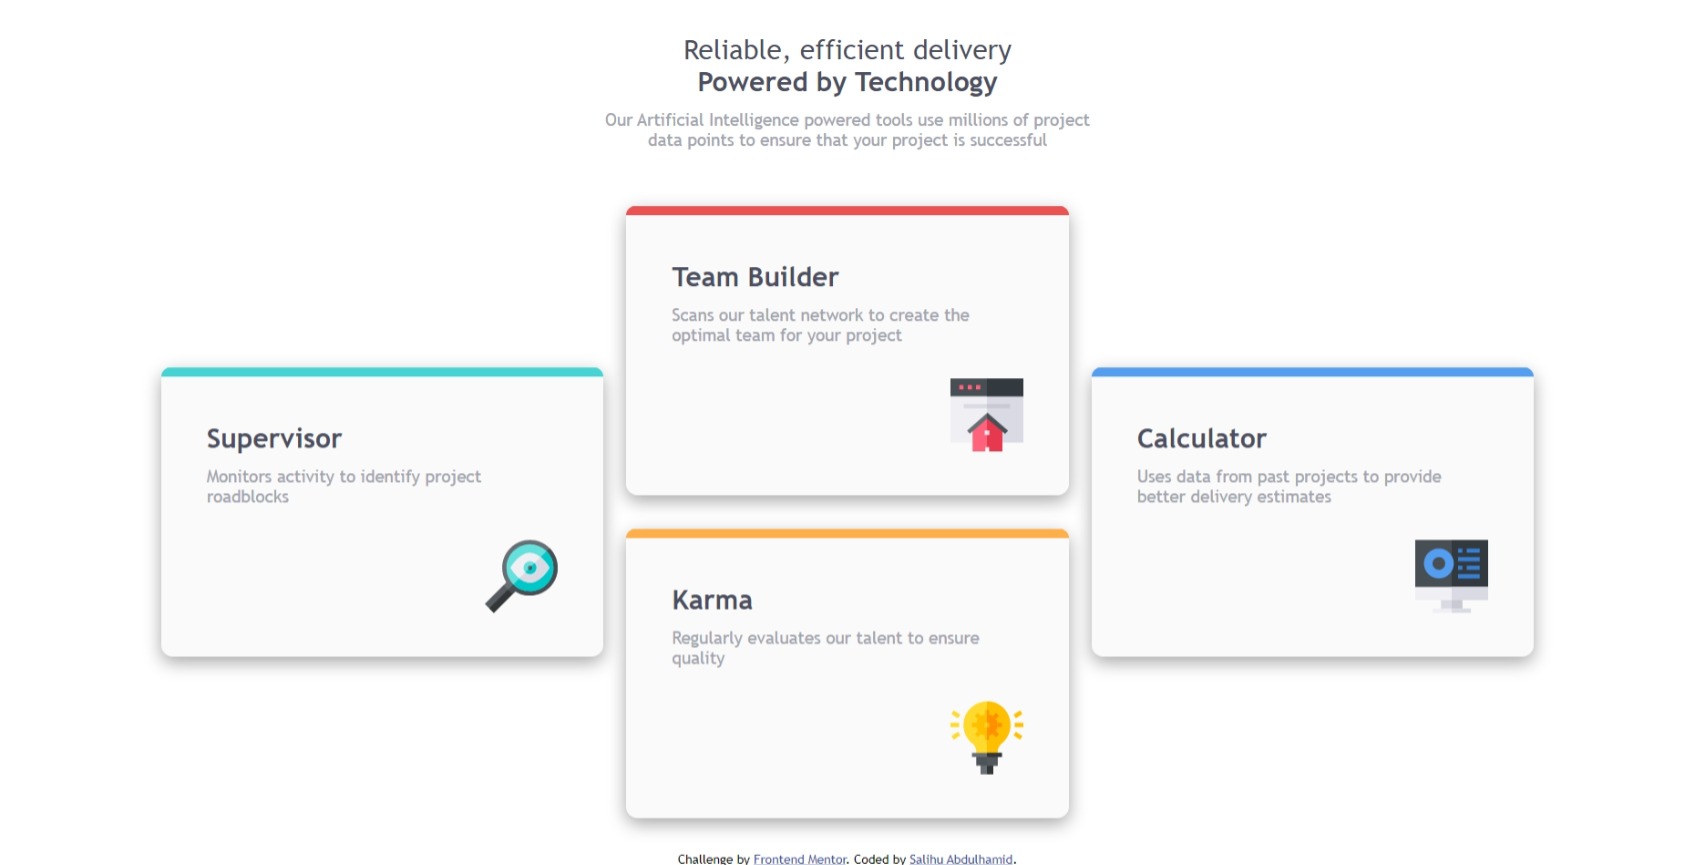 Reliable, efficient delivery
Powered by Technology
Our Artificial Intelligence powered tools use millions of project
data points to ensure that your project is successful
Team Builder
Scans our talent network to create the
optimal team for your project
Supervisor
Monitors activity to identify project
roadblocks
Calculator
Uses data from past projects to provide
better delivery estimates
Karma
Regularly evaluates our talent to ensure
quality
Challenge by Frontend Mentor. Coded by Salihu Abdulhamid.